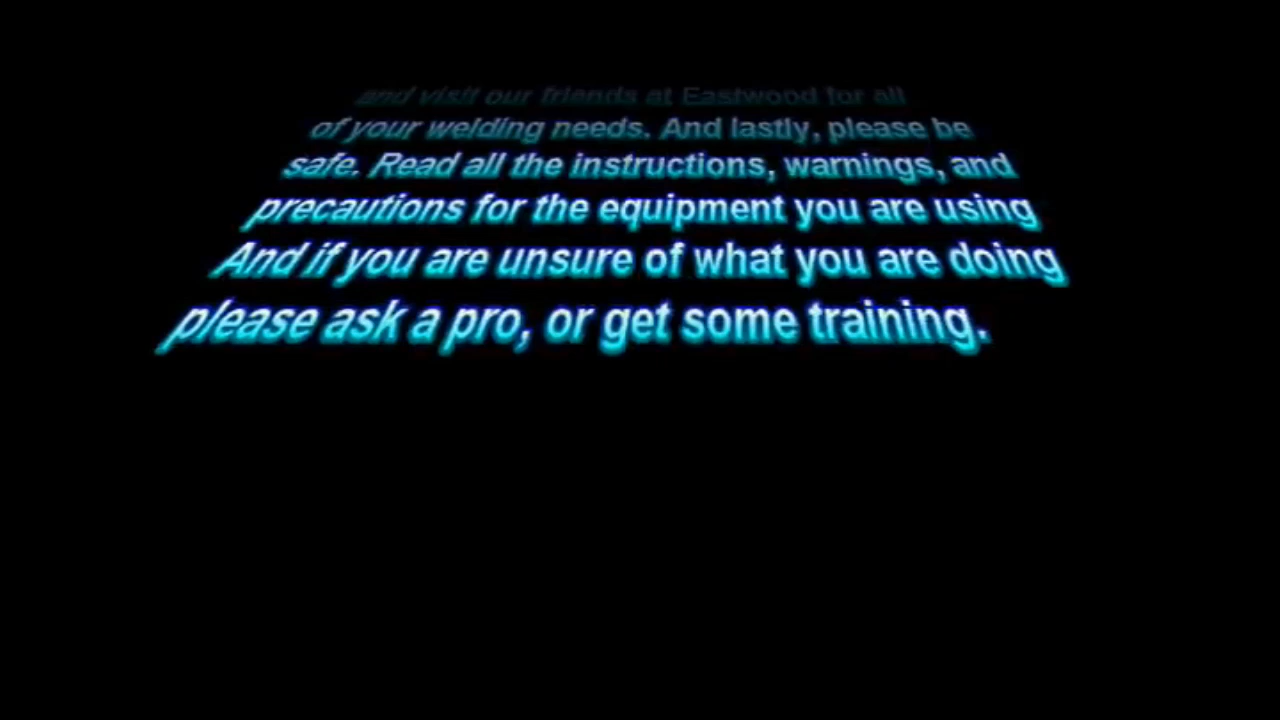 and visit our friends at Eastwood for all
of your welding needs. And lastly, please be
safe. Read all the instructions, warnings, and
precautions for the equipment you are using
And if you are unsure of what you are doing
please ask a pro, or get some training.